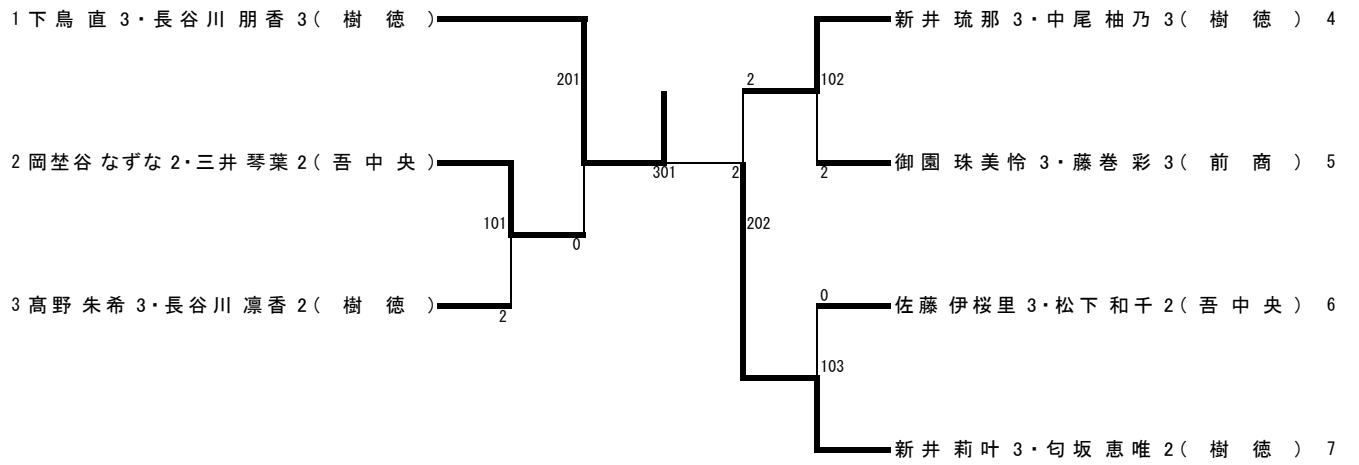 1 下鳥 直 3・長谷川 朋香 3( 樹 徳 )
新井 琉那 3・中尾 柚乃 3( 樹 徳 ) 4
201
2
102
2 岡埜谷 なずな 2・三井 琴葉 2( 吾 中 央 )
301
2
2
御園 珠美怜 3・藤巻 彩 3( 前 商 ) 5
101
0
202
3 髙野 朱希 3・長谷川 凛香 2( 樹 徳 )
2
0
佐藤 伊桜里 3・松下 和千 2( 吾 中 央 ) 6
103
新井 莉叶 3・匂坂 恵唯 2( 樹 徳 ) 7